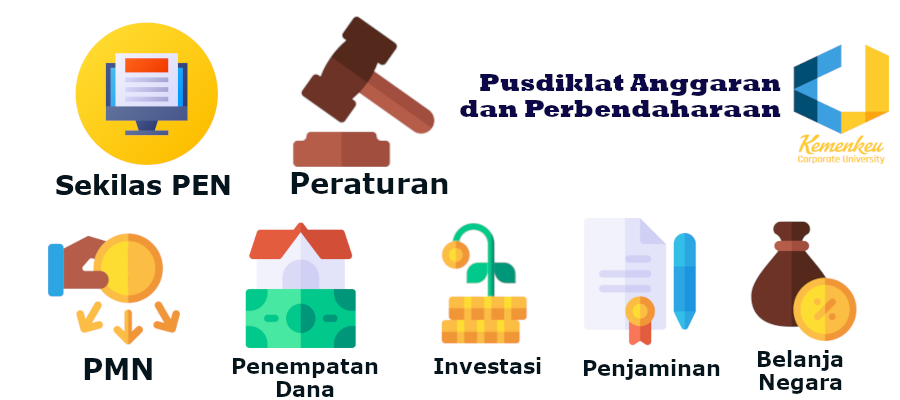 Pusdiklat Anggaran
dan Perbendaharaan
Kemenkeu
Corporate University
Sekilas PEN
Peraturan
PMN
Penempatan
Dana
Investasi
Penjaminan
Belanja
Negara